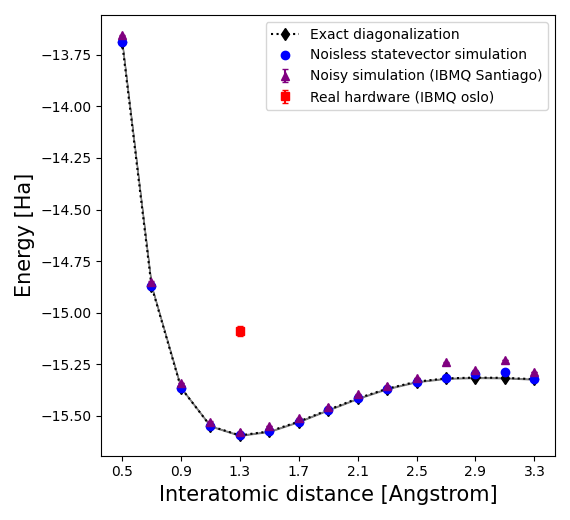 Exact diagonalization
Noisless statevector simulation
Noisy simulation (IBMQ Santiago)
Real hardware (IBMQ oslo)
Energy [Ha]
−13.75
−14.00
−14.25
−14.50
−14.75
−15.00
−15.25
−15.50
0.5 0.9 1.3 1.7 2.1 2.5 2.9 3.3
Interatomic distance [Angstrom]